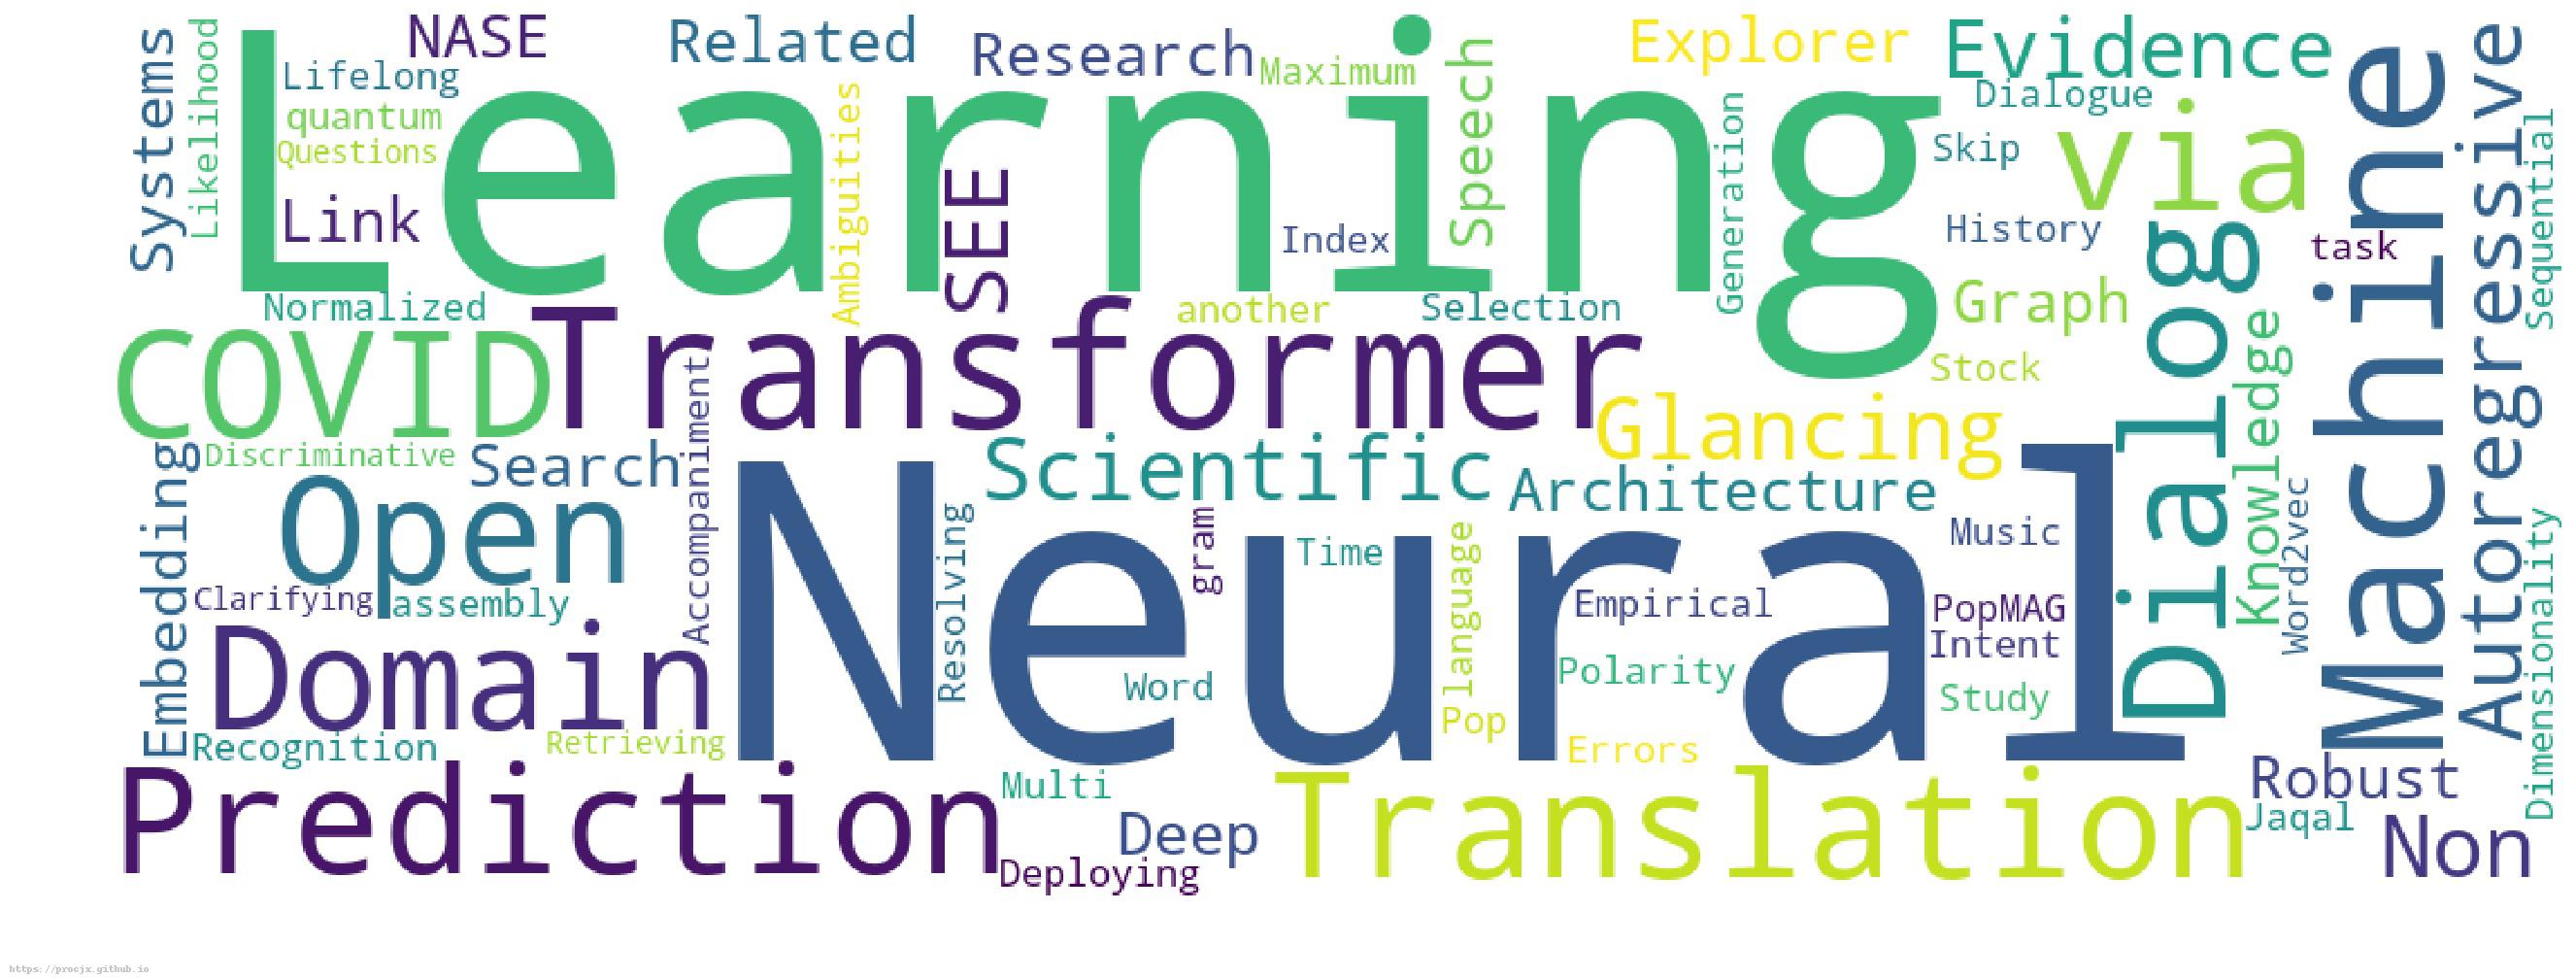 Learning
Neural
Transformer
COVID
Machine
Translation
Prediction
Domain
Open
Dialog
via
Autoregressive
Evidence
Explorer
Glancing
Scientific
Architecture
Systems
Likelihood
NASE
Lifelong
quantum
Questions
Link
Normalized
Related
Ambiguities
SEE
Research
Maximum
Speech
Index
another
Selection
Generation
Dialogue
Skip
History
Graph
Stock
task
Sequential
Knowledge
Word2vec
Dimensionality
Discriminative
Search
Accompaniment
Embedding
Clarifying
assembly
Recognition
Retrieving
Resolving
gram
Time
language
Word
Pop
Empirical
Polarity
Errors
Music
PopMAG
Intent
Study
Multi
Deep
Deploying
Robust
Jaqal
Non
https://procjx.github.io